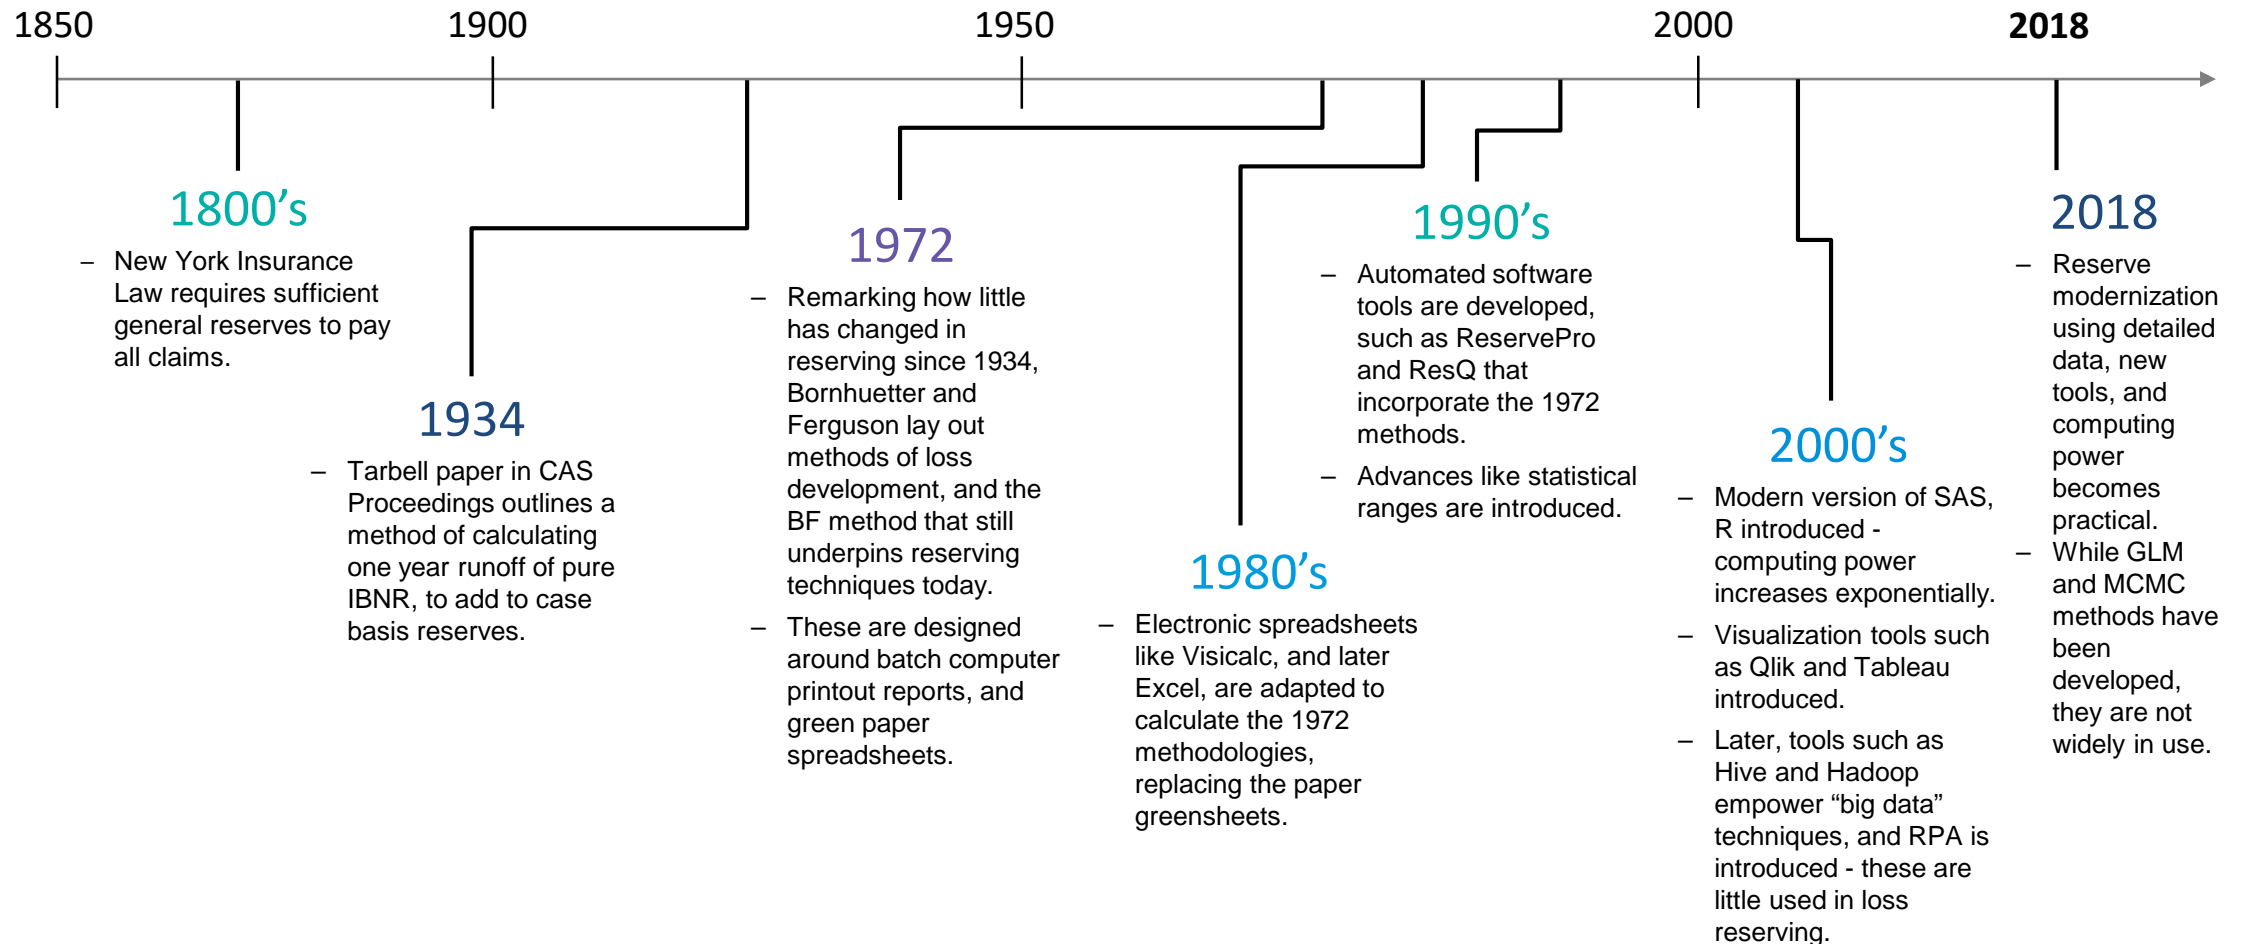 1850
1900
1950
2000
2018
1800’s
– New York Insurance
Law requires sufficient
general reserves to pay
all claims.
1934
– Tarbell paper in CAS
Proceedings outlines a
method of calculating
one year runoff of pure
IBNR, to add to case
basis reserves.
1972
– Remarking how little
has changed in
reserving since 1934,
Bornhuetter and
Ferguson lay out
methods of loss
development, and the
BF method that still
underpins reserving
techniques today.
– These are designed
around batch computer
printout reports, and
green paper
spreadsheets.
1980’s
– Electronic spreadsheets
like Visicalc, and later
Excel, are adapted to
calculate the 1972
methodologies,
replacing the paper
greensheets.
1990’s
– Automated software
tools are developed,
such as ReservePro
and ResQ that
incorporate the 1972
methods.
– Advances like statistical
ranges are introduced.
2000’s
– Modern version of SAS,
R introduced -
computing power
increases exponentially.
– Visualization tools such
as Qlik and Tableau
introduced.
– Later, tools such as
Hive and Hadoop
empower “big data”
techniques, and RPA is
introduced - these are
little used in loss
reserving.
2018
– Reserve
modernization
using detailed
data, new
tools, and
computing
power
becomes
practical.
– While GLM
and MCMC
methods have
been
developed,
they are not
widely in use.